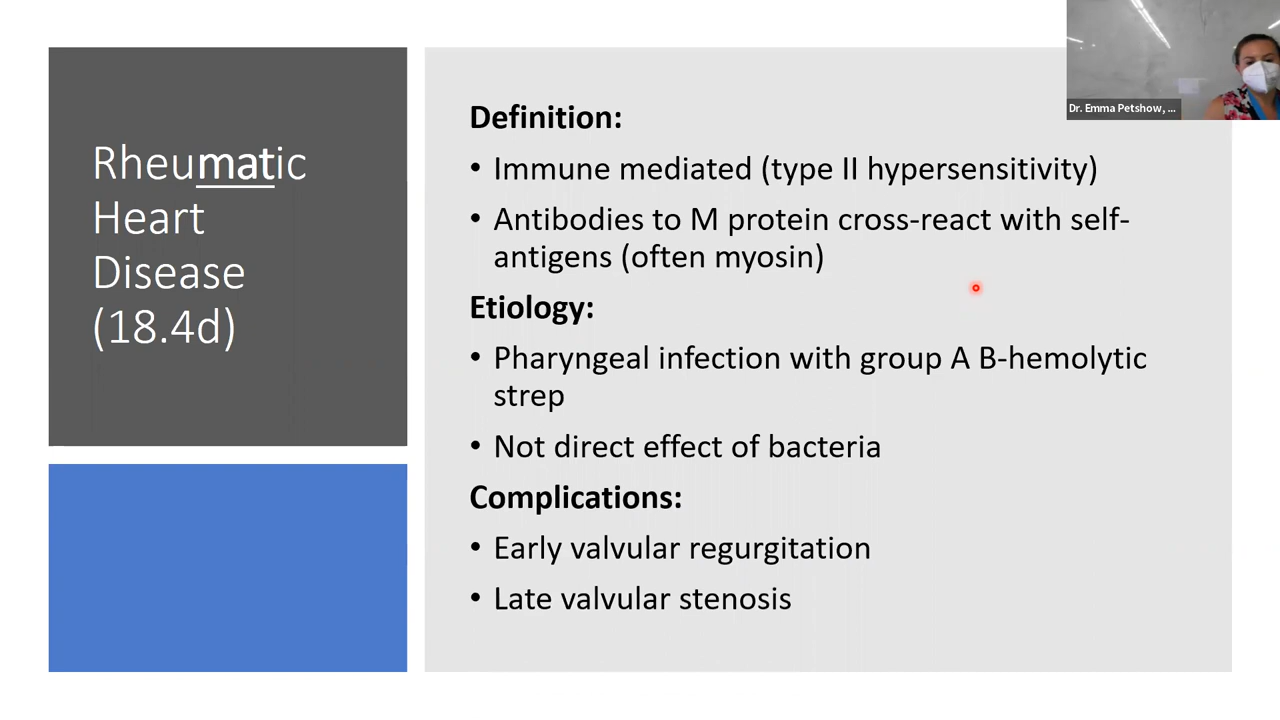 Rheumatic
Heart
Disease
(18.4d)
Definition:
• Immune mediated (type II hypersensitivity)
• Antibodies to M protein cross-react with self-
antigens (often myosin)
Etiology:
• Pharyngeal infection with group A B-hemolytic
strep
• Not direct effect of bacteria
Complications:
• Early valvular regurgitation
• Late valvular stenosis
Dr. Emma Petshow, ...